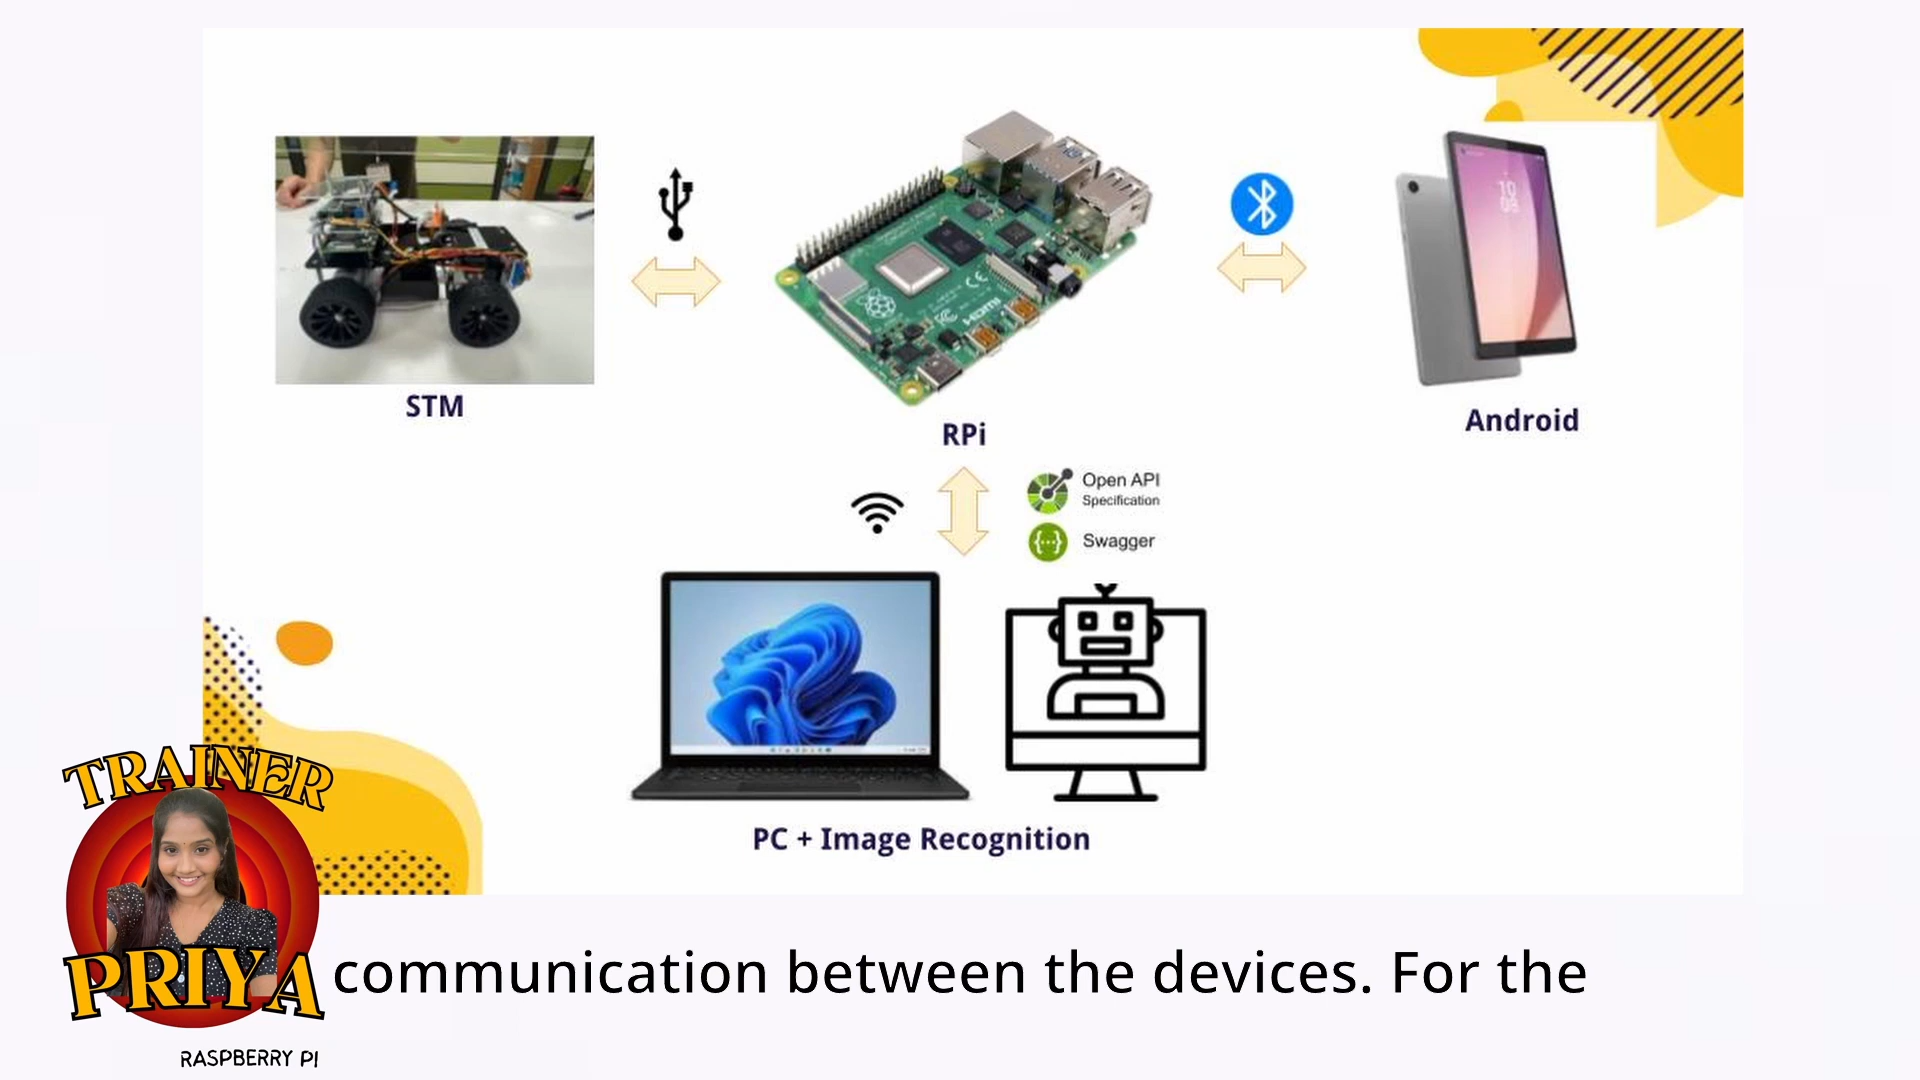 STM
RPi
Android
Open API
Specification
Swagger
PC + Image Recognition
TRAINER
PRIYA
communication between the devices. For the
RASPBERRY PI